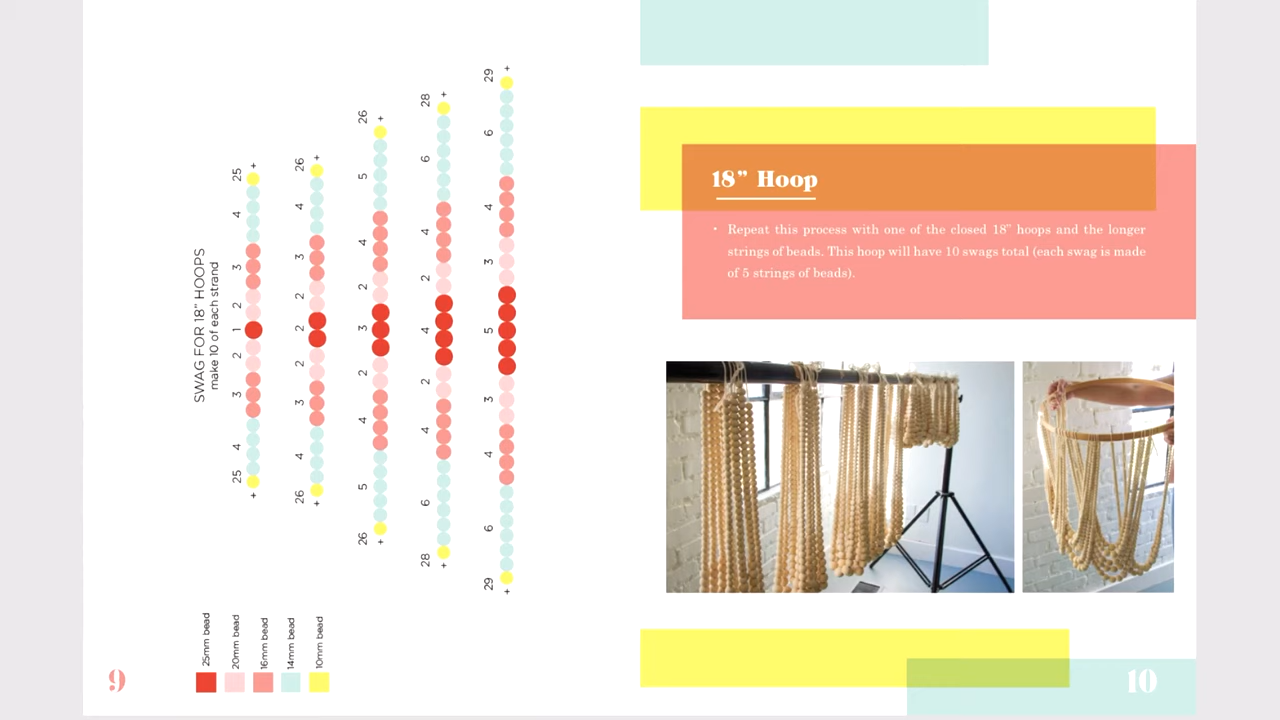 SWAG FOR 18" HOOPS
make 10 of each strand
25 4 3 2 1 2 3 4 25
+ +
26 4 3 2 2 2 3 4 26
+ +
26 5 4 2 3 2 4 5 26
+ +
28 6 4 2 4 2 4 6 28
+ +
29 6 4 3 5 3 4 6 29
+ +
25mm bead
20mm bead
16mm bead
14mm bead
10mm bead
9
18” Hoop
• Repeat this process with one of the closed 18" hoops and the longer
strings of beads. This hoop will have 10 swags total (each swag is made
of 5 strings of beads).
10